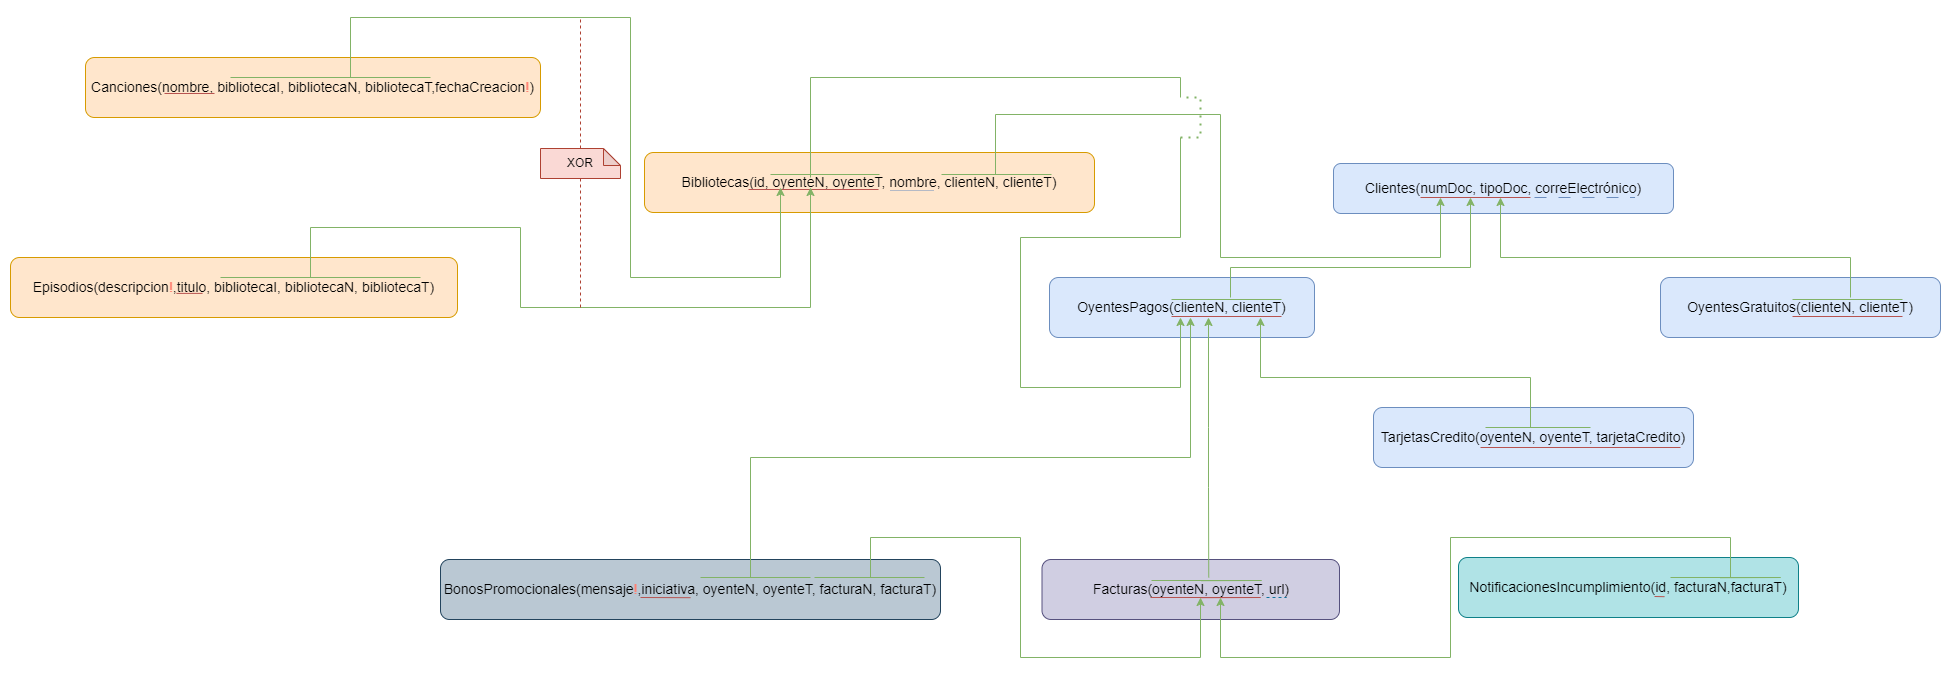 Canciones(nombre, bibliotecaI, bibliotecaN, bibliotecaT,fechaCreacion!)
XOR
Bibliotecas(id, oyenteN, oyenteT, nombre, clienteN, clienteT)
Clientes(numDoc, tipoDoc, correElectrónico)
Episodios(descripcion!,titulo, bibliotecaI, bibliotecaN, bibliotecaT)
OyentesPagos(clienteN, clienteT)
OyentesGratuitos(clienteN, clienteT)
TarjetasCredito(oyenteN, oyenteT, tarjetaCredito)
BonosPromocionales(mensaje!,iniciativa, oyenteN, oyenteT, facturaN, facturaT)
Facturas(oyenteN, oyenteT, url)
NotificacionesIncumplimiento(id, facturaN,facturaT)